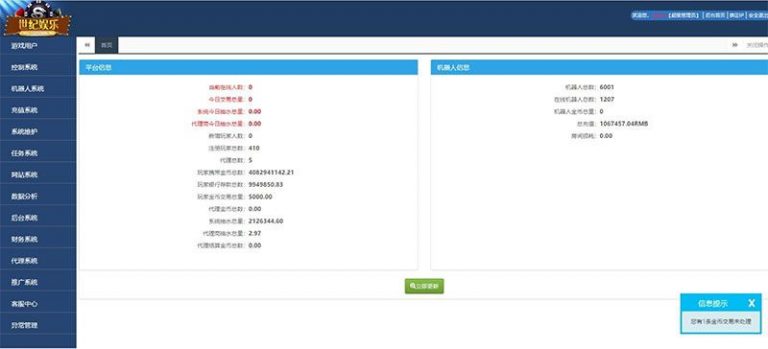 世纪娱乐
欢迎您, [超级管理员] | 后台首页 | 绑定IP | 安全退出
游戏用户
控制系统
机器人系统
充值系统
系统维护
任务系统
网站系统
数据分析
后台系统
财务系统
代理系统
推广系统
客服中心
异常管理
首页
关闭操作
平台信息
当前在线人数: 0
今日交易总量: 0
系统今日抽水总量: 0.00
代理商今日抽水总量: 0.00
新增玩家人数: 0
注册玩家总数: 410
代理总数: 5
玩家携带金币总数: 4082941142.21
玩家银行存款总数: 9949850.83
玩家金币交易总量: 5000.00
代理金币总数: 0.00
系统抽水总量: 2126344.60
代理商抽水总量: 2.97
代理结算金币总数: 0.00
机器人信息
机器人总数: 6001
在线机器人总数: 1207
机器人金币总量: 0
总充值: 1067457.04RMB
房间损耗: 0.00
立即更新
信息提示 X
您有1条金币交易未处理